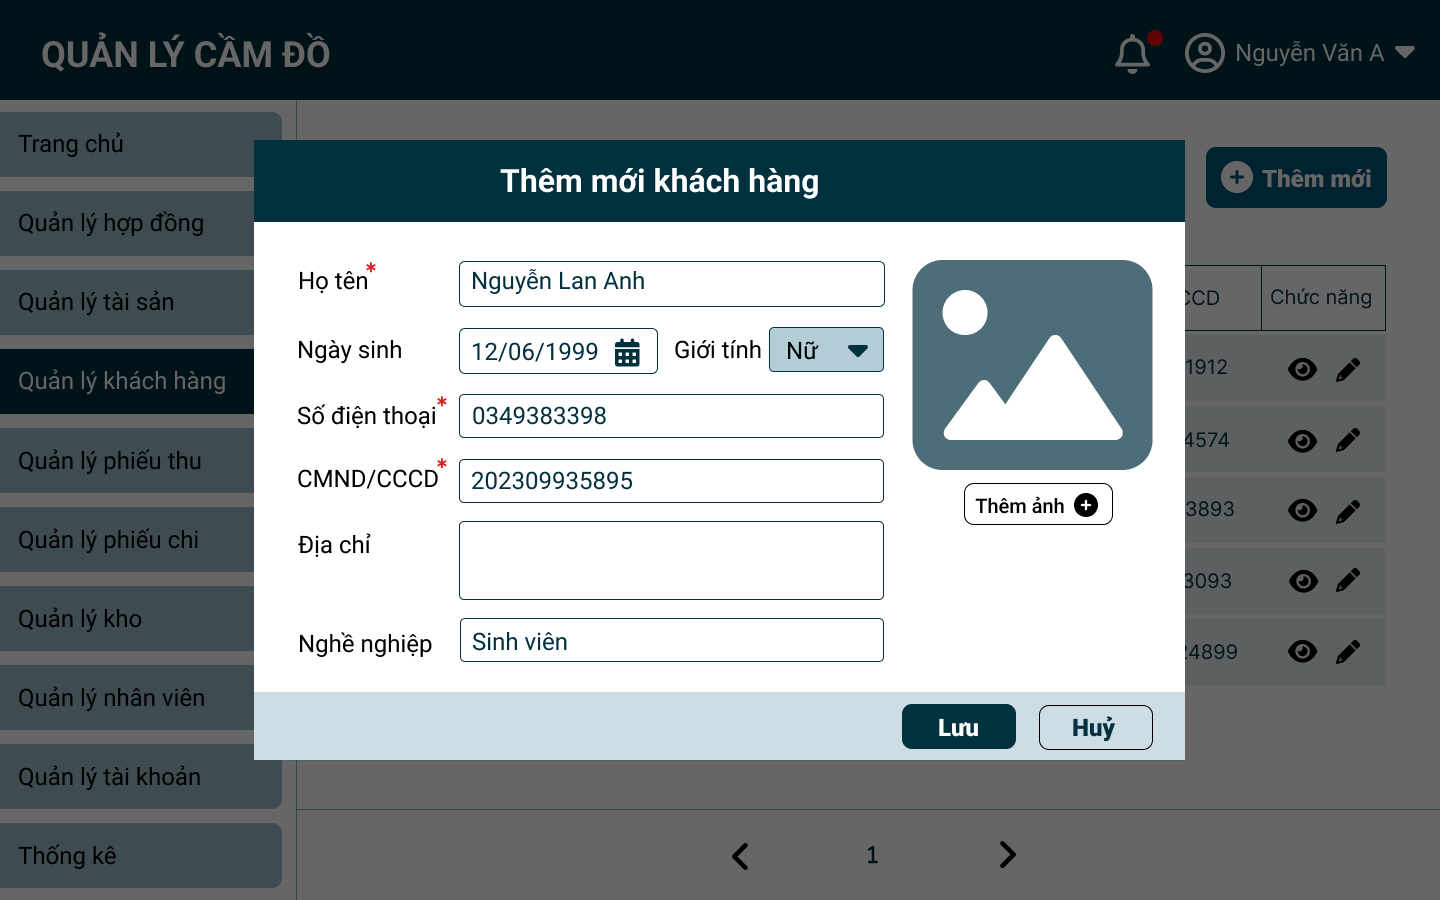 QUẢN LÝ CẦM ĐỒ
Nguyễn Văn A
Trang chủ
Quản lý hợp đồng
Quản lý tài sản
Quản lý khách hàng
Quản lý phiếu thu
Quản lý phiếu chi
Quản lý kho
Quản lý nhân viên
Quản lý tài khoản
Thống kê
Thêm mới
Thêm mới khách hàng
Họ tên*
Nguyễn Lan Anh
Ngày sinh
12/06/1999
Giới tính
Nữ
Số điện thoại*
0349383398
CMND/CCCD*
202309935895
Địa chỉ
Nghề nghiệp
Sinh viên
Thêm ảnh
Lưu
Huỷ
CCD
Chức năng
1912
4574
3893
3093
24899
1